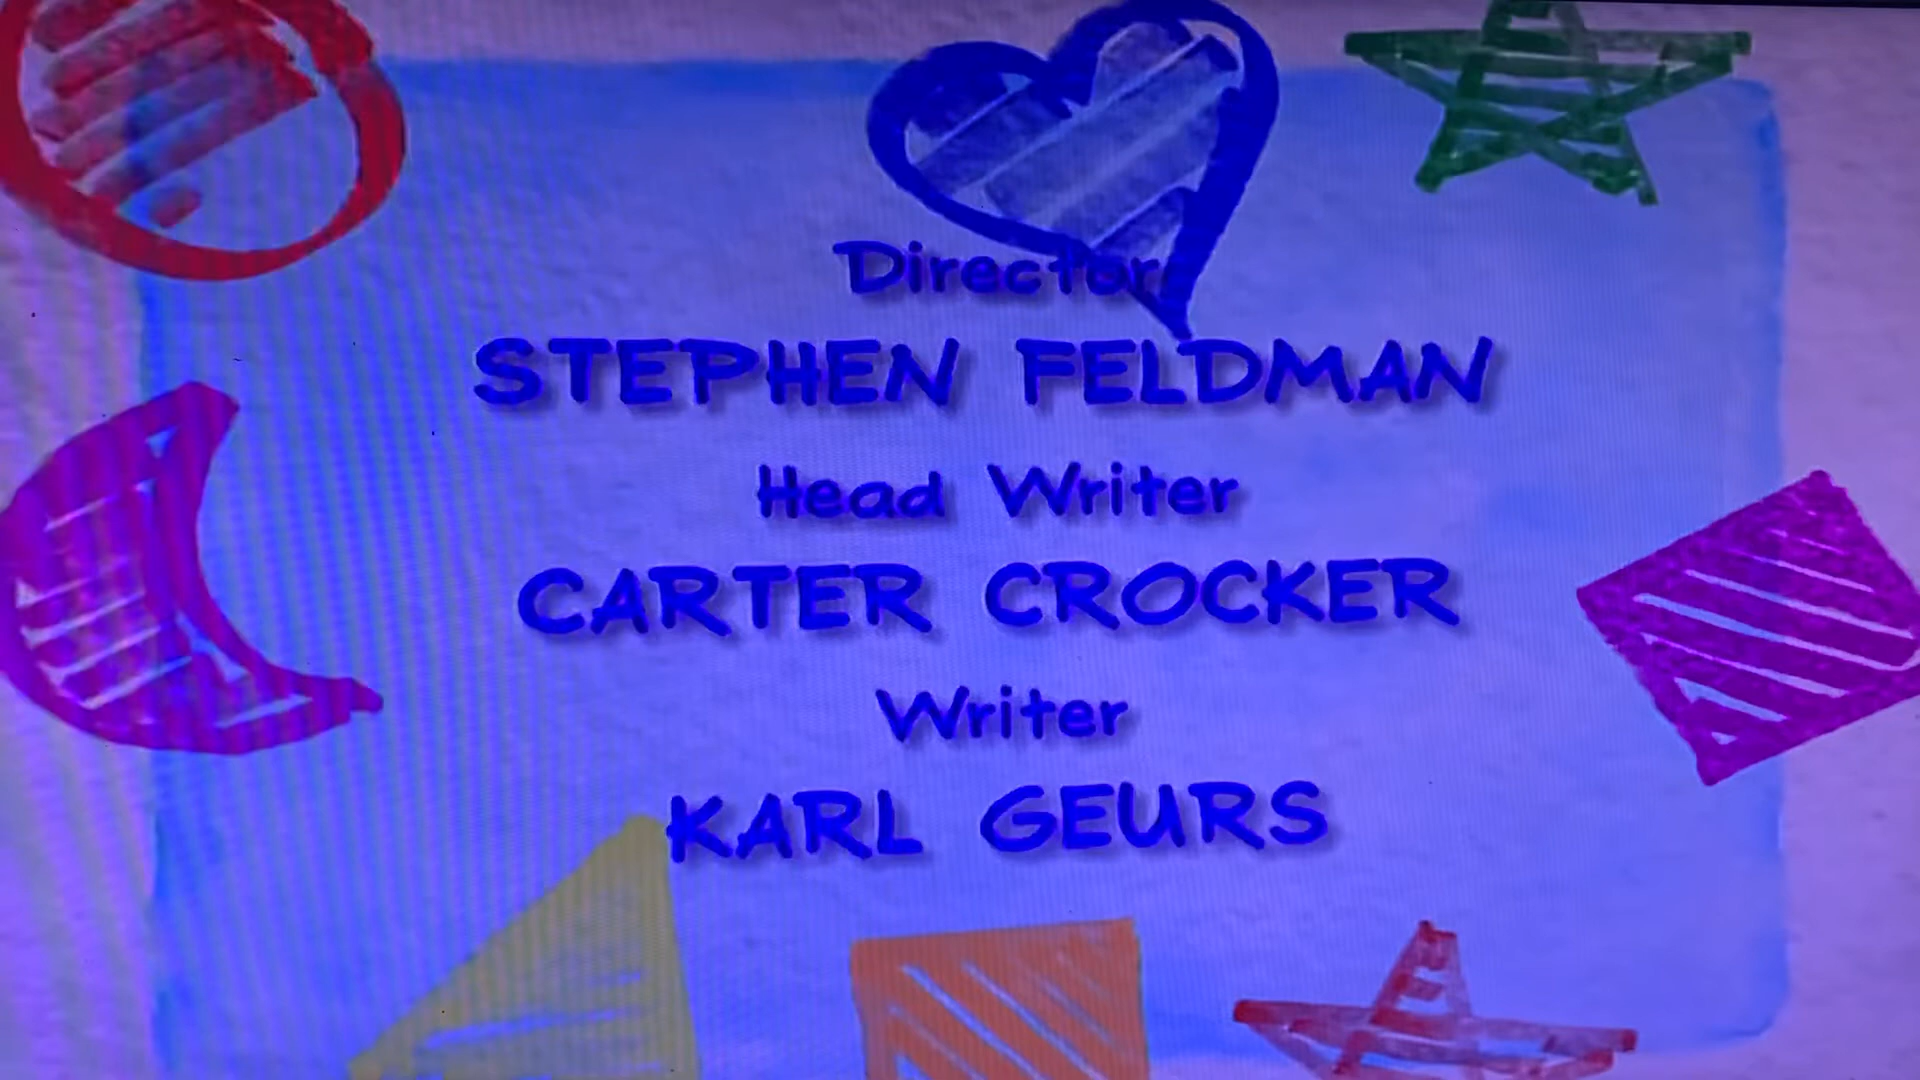 Director
STEPHEN FELDMAN
Head Writer
CARTER CROCKER
Writer
KARL GEURS